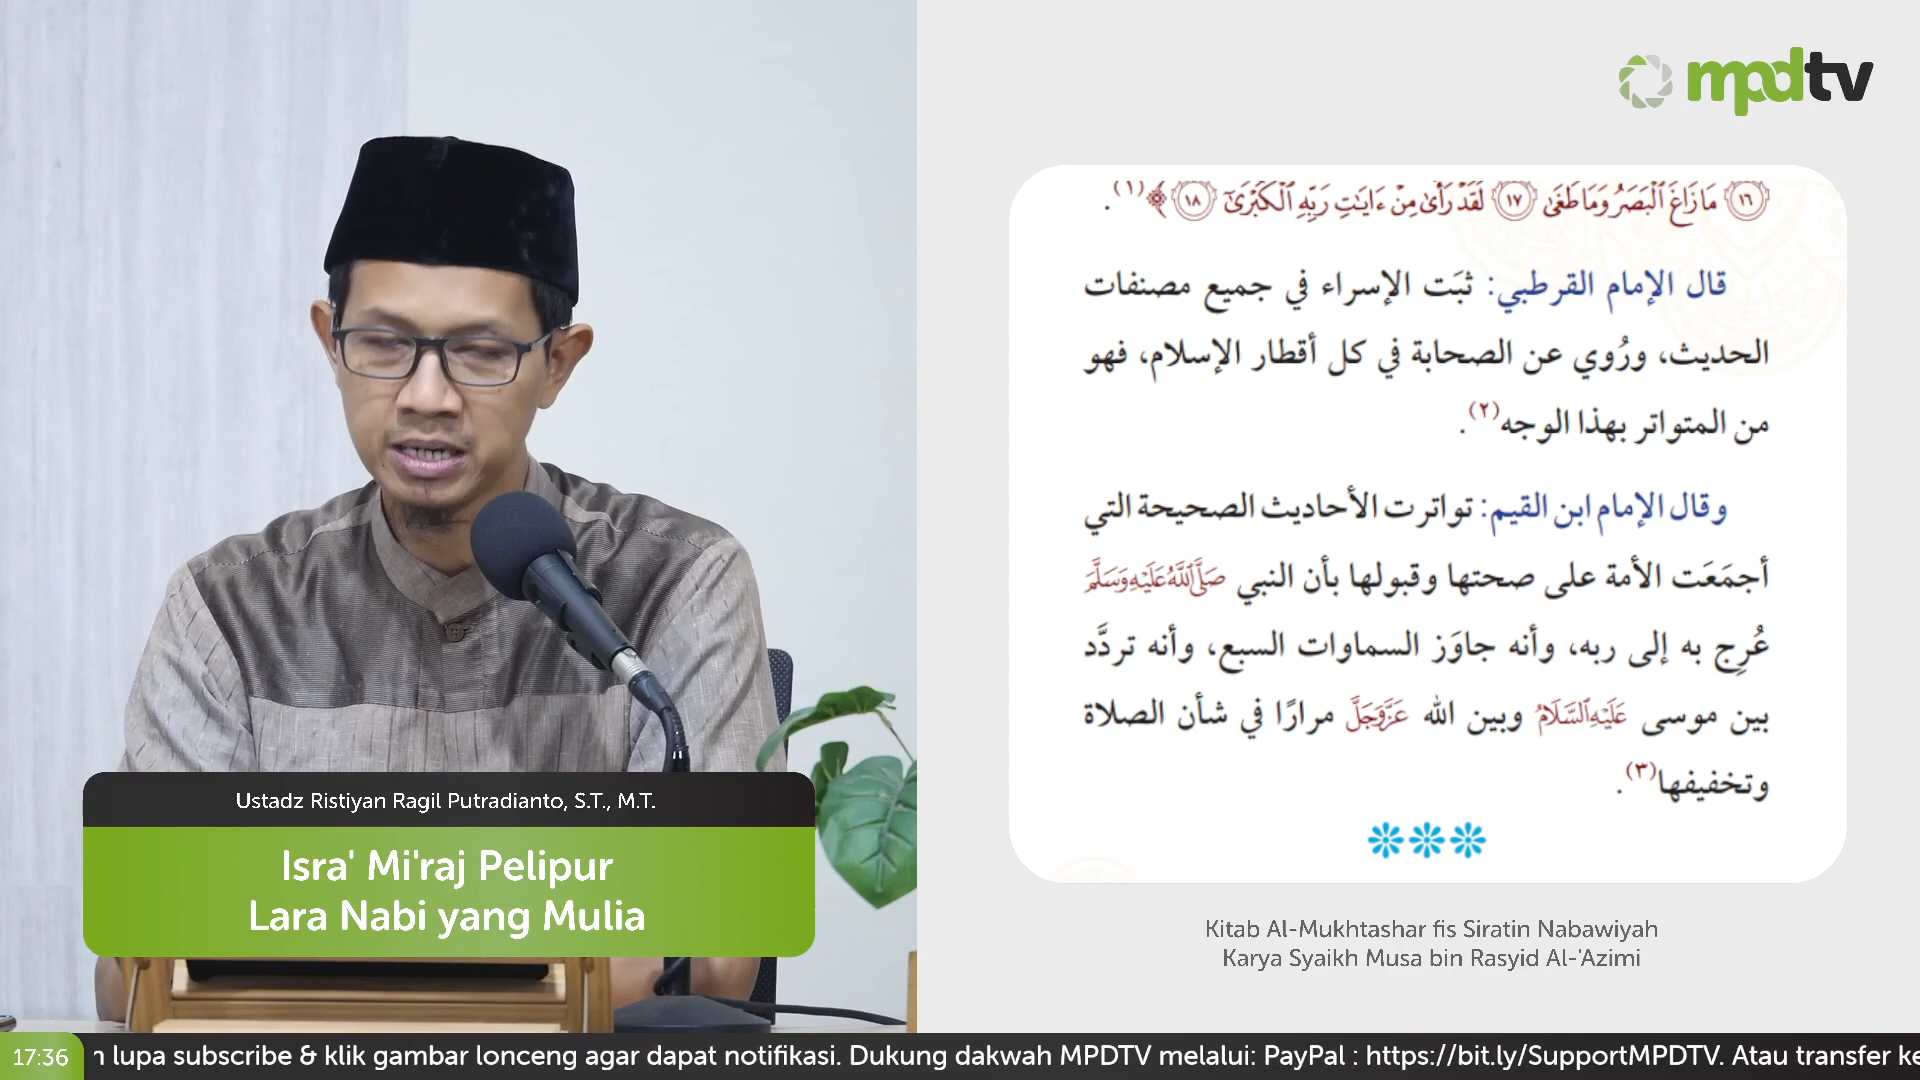 mpdtv
﴿١٦﴾ مَا زَاغَ ٱلْبَصَرُ وَمَا طَغَىٰ ﴿١٧﴾ لَقَدْ رَأَىٰ مِنْ ءَايَٰتِ رَبِّهِ ٱلْكُبْرَىٰٓ ﴿١٨﴾ ﴾(١).
قال الإمام القرطبي: ثبَت الإسراء في جميع مصنفات
الحديث، ورُوي عن الصحابة في كل أقطار الإسلام، فهو
من المتواتر بهذا الوجه(٢).
وقال الإمام ابن القيم: تواترت الأحاديث الصحيحة التي
أجمَعَت الأمة على صحتها وقبولها بأن النبي صَلَّىٱللَّهُعَلَيْهِوَسَلَّمَ
عُرِج به إلى ربه، وأنه جاوَز السماوات السبع، وأنه تردَّد
بين موسى عَلَيْهِٱلسَّلَامُ وبين الله عَزَّوَجَلَّ مرارًا في شأن الصلاة
وتخفيفها(٣).
Kitab Al-Mukhtashar fis Siratin Nabawiyah
Karya Syaikh Musa bin Rasyid Al-'Azimi
Ustadz Ristiyan Ragil Putradianto, S.T., M.T.
Isra' Mi'raj Pelipur
Lara Nabi yang Mulia
17:36 n lupa subscribe & klik gambar lonceng agar dapat notifikasi. Dukung dakwah MPDTV melalui: PayPal : https://bit.ly/SupportMPDTV. Atau transfer ke